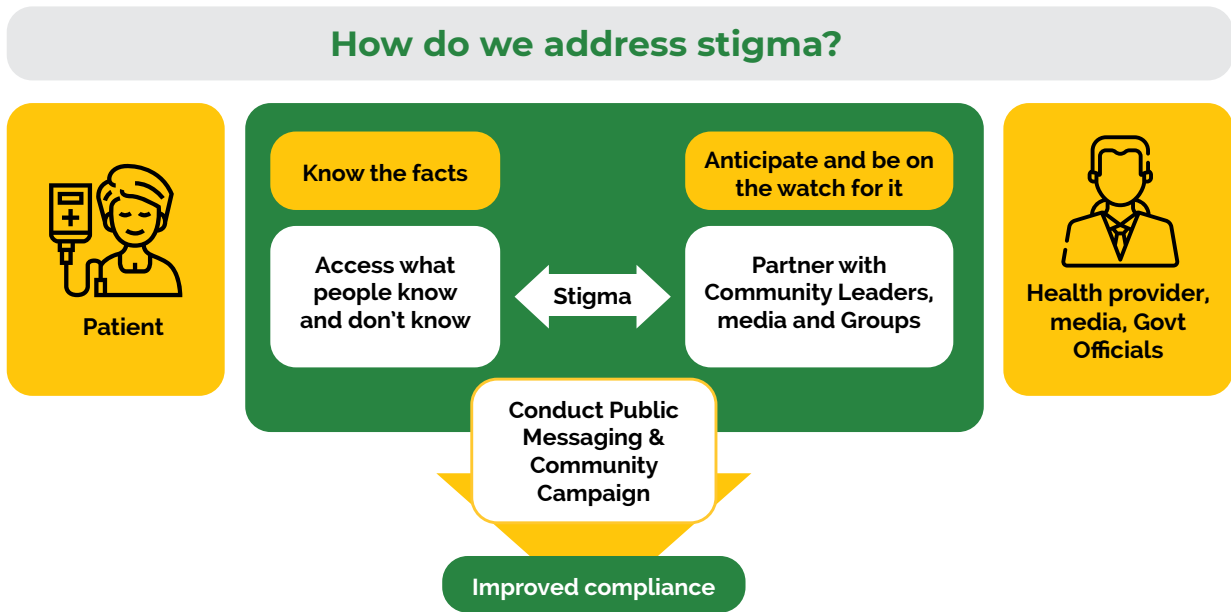 How do we address stigma?
Patient
Know the facts
Access what
people know
and don't know
Stigma
Anticipate and be on
the watch for it
Partner with
Community Leaders,
media and Groups
Health provider,
media, Govt
Officials
Conduct Public
Messaging &
Community
Campaign
Improved compliance